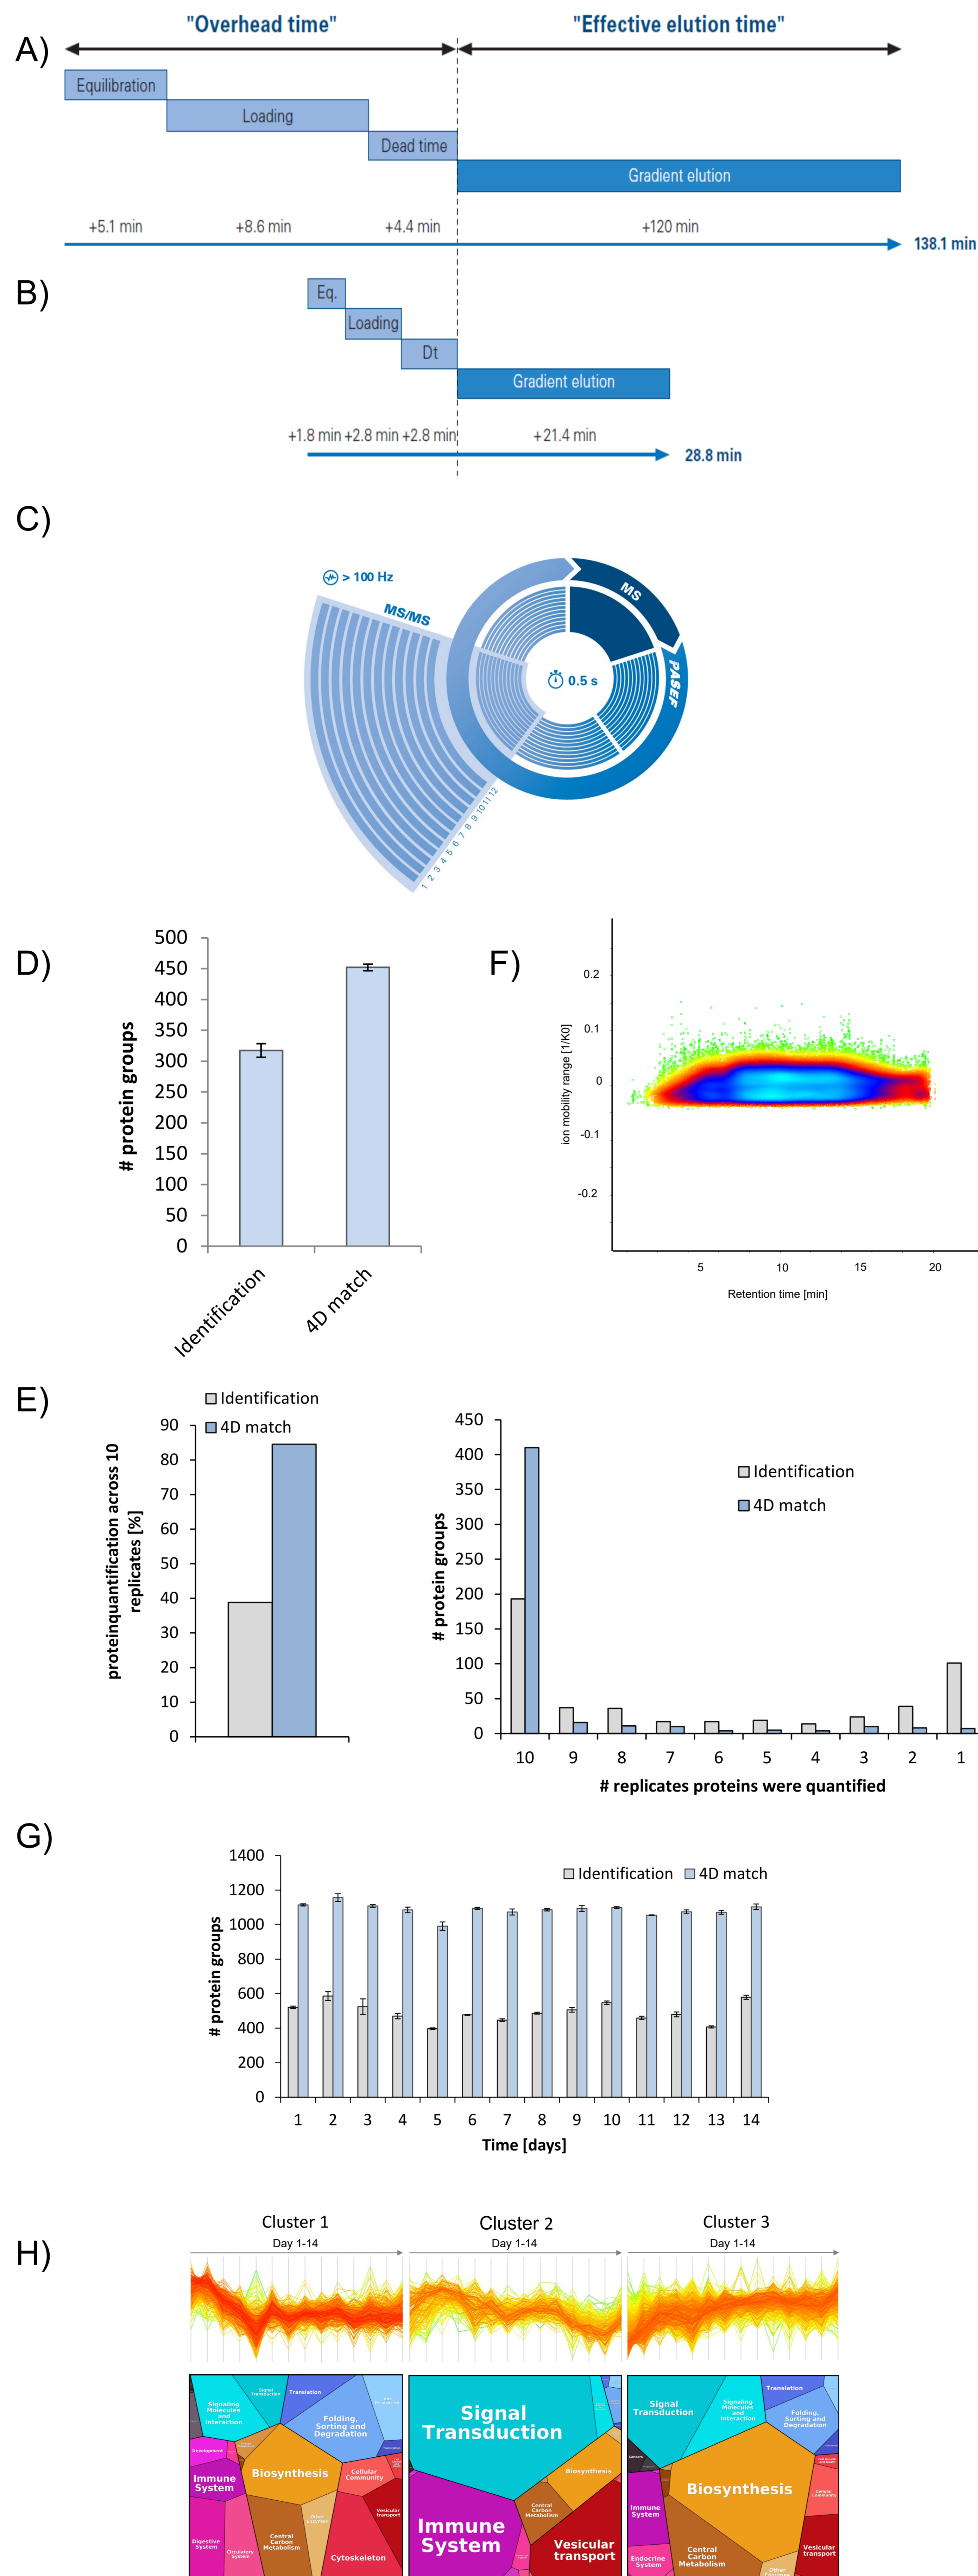 A)
"Overhead time"
"Effective elution time"
Equilibration
Loading
Dead time
Gradient elution
+5.1 min
+8.6 min
+4.4 min
+120 min
138.1 min
B)
Eq.
Loading
Dt
Gradient elution
+1.8 min +2.8 min +2.8 min
+21.4 min
28.8 min
C)
> 100 Hz
MS/MS
MS
PASEF
0.5 s
1 2 3 4 5 6 7 8 9 10 11 12
D)
# protein groups
500
450
400
350
300
250
200
150
100
50
0
Identification
4D match
F)
ion mobility range [1/K0]
0.2
0.1
0
-0.1
-0.2
5
10
15
20
Retention time [min]
E)
Identification
4D match
proteinquantification across 10
replicates [%]
90
80
70
60
50
40
30
20
10
0
# protein groups
450
400
350
300
250
200
150
100
50
0
Identification
4D match
10 9 8 7 6 5 4 3 2 1
# replicates proteins were quantified
G)
# protein groups
1400
1200
1000
800
600
400
200
0
Identification
4D match
1 2 3 4 5 6 7 8 9 10 11 12 13 14
Time [days]
H)
Cluster 1
Day 1-14
Cluster 2
Day 1-14
Cluster 3
Day 1-14
Signaling
Molecules
and
Interaction
Signal
Transduction
Translation
Folding,
Sorting and
Degradation
Development
Immune
System
Biosynthesis
Cellular
Community
Vesicular
transport
Digestive
System
Circulatory
System
Central
Carbon
Metabolism
Other
Enzymes
Cytoskeleton
Signal
Transduction
Biosynthesis
Central
Carbon
Metabolism
Immune
System
Vesicular
transport
Signal
Transduction
Signaling
Molecules
and
Interaction
Translation
Folding,
Sorting and
Degradation
Cancers
Biosynthesis
Cellular
Community
Immune
System
Endocrine
System
Central
Carbon
Metabolism
Other
Enzymes
Vesicular
transport